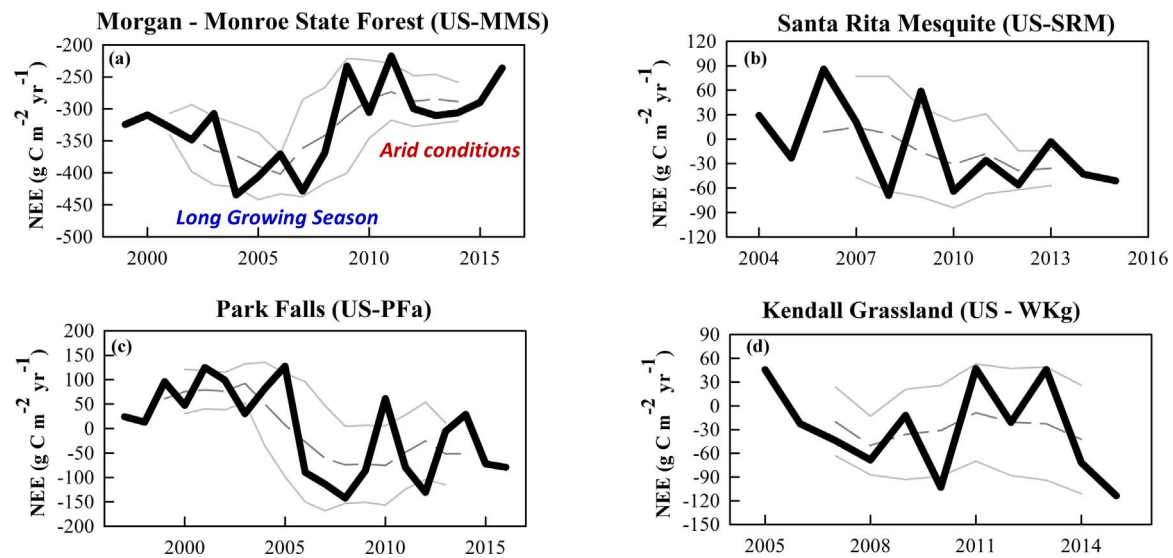 Morgan - Monroe State Forest (US-MMS)
(a)
NEE (g C m⁻² yr⁻¹)
-200
-250
-300
-350
-400
-450
-500
Arid conditions
Long Growing Season
2000 2005 2010 2015
Santa Rita Mesquite (US-SRM)
(b)
NEE (g C m⁻² yr⁻¹)
120
90
60
30
0
-30
-60
-90
-120
2004 2007 2010 2013 2016
Park Falls (US-PFa)
(c)
NEE (g C m⁻² yr⁻¹)
200
150
100
50
0
-50
-100
-150
-200
2000 2005 2010 2015
Kendall Grassland (US - WKg)
(d)
NEE (g C m⁻² yr⁻¹)
90
60
30
0
-30
-60
-90
-120
-150
2005 2008 2011 2014